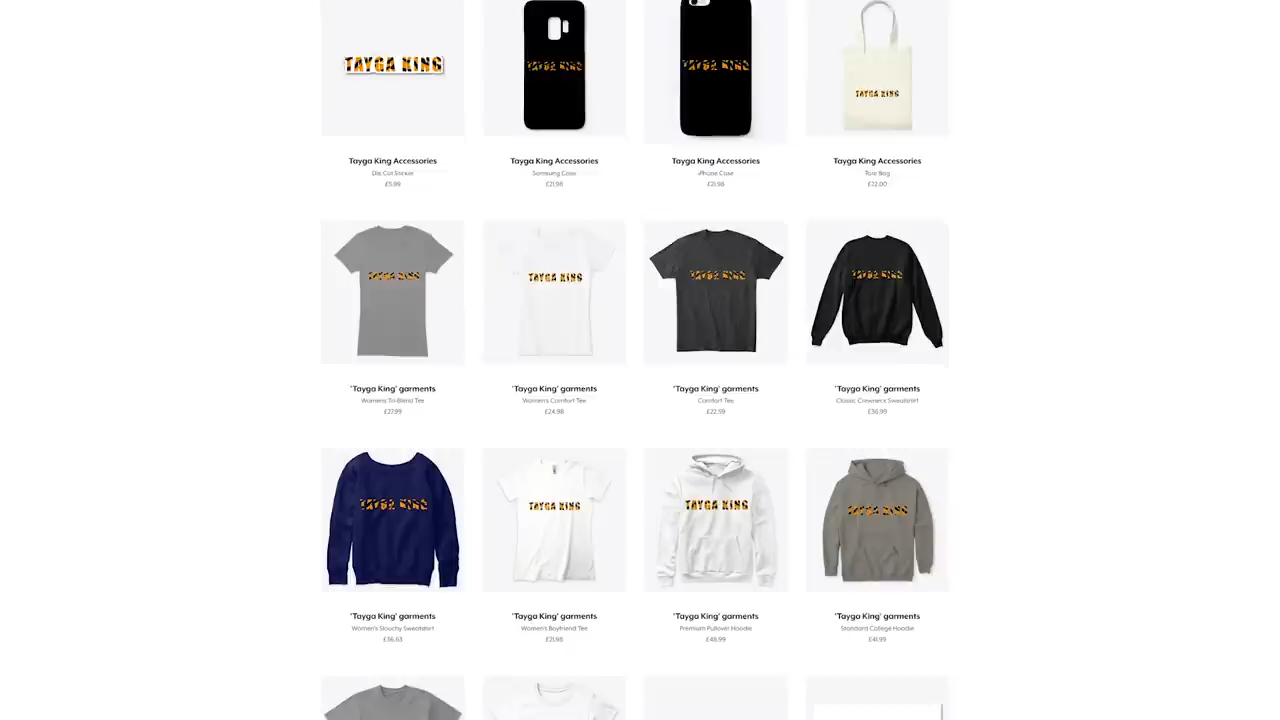 TAYGA KING
TAYGA KING
TAYGA KING
TAYGA KING
Tayga King Accessories
Die Cut Sticker
£5.99
Tayga King Accessories
Samsung Case
£21.98
Tayga King Accessories
iPhone Case
£21.98
Tayga King Accessories
Tote Bag
£22.00
TAYGA KING
TAYGA KING
TAYGA KING
TAYGA KING
'Tayga King' garments
Women's Tri-Blend Tee
£27.99
'Tayga King' garments
Women's Comfort Tee
£24.98
'Tayga King' garments
Comfort Tee
£22.59
'Tayga King' garments
Classic Crewneck Sweatshirt
£36.99
TAYGA KING
TAYGA KING
TAYGA KING
TAYGA KING
'Tayga King' garments
Women's Slouchy Sweatshirt
£36.63
'Tayga King' garments
Women's Boyfriend Tee
£21.98
'Tayga King' garments
Premium Pullover Hoodie
£48.99
'Tayga King' garments
Standard College Hoodie
£41.99